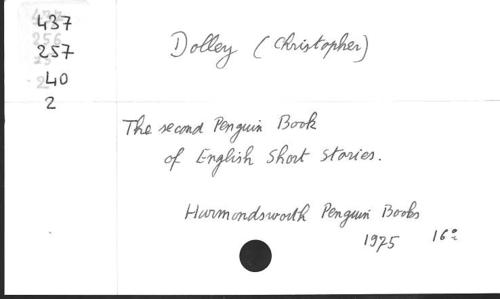 437
257
40
2
Dolley (Christopher)
The second Penguin Book
of English Short Stories.
Harmondsworth Penguin Books
1975 16°